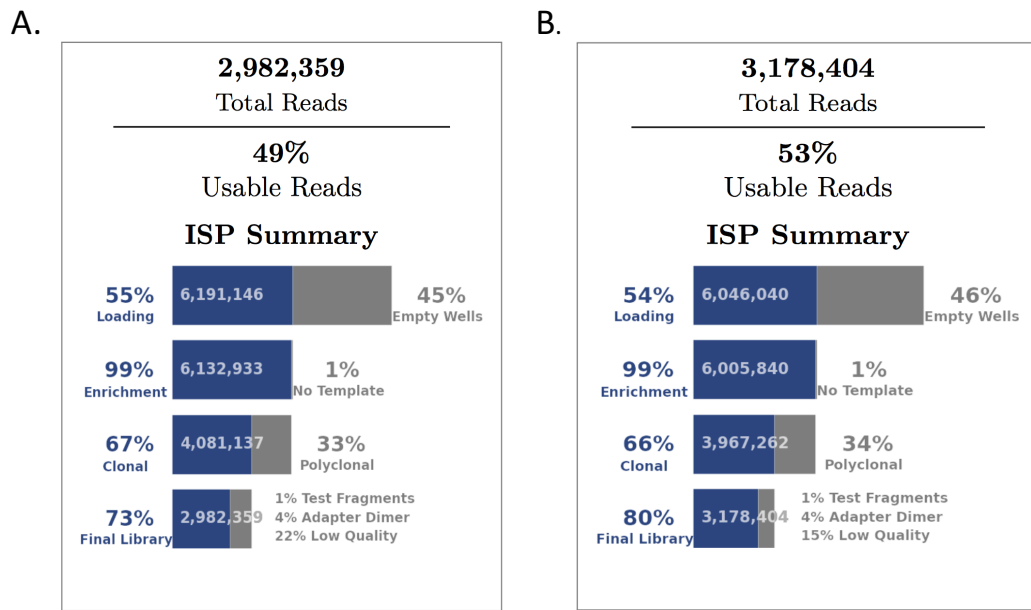 A.
2,982,359
Total Reads
49%
Usable Reads
ISP Summary
55%
Loading
6,191,146
45%
Empty Wells
99%
Enrichment
6,132,933
1%
No Template
67%
Clonal
4,081,137
33%
Polyclonal
73%
Final Library
2,982,359
1% Test Fragments
4% Adapter Dimer
22% Low Quality
B.
3,178,404
Total Reads
53%
Usable Reads
ISP Summary
54%
Loading
6,046,040
46%
Empty Wells
99%
Enrichment
6,005,840
1%
No Template
66%
Clonal
3,967,262
34%
Polyclonal
80%
Final Library
3,178,404
1% Test Fragments
4% Adapter Dimer
15% Low Quality